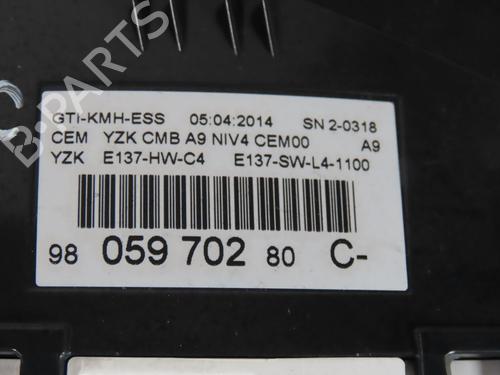 GTI-KMH-ESS 05:04:2014 SN 2-0318
CEM YZK CMB A9 NIV4 CEM00 A9
YZK E137-HW-C4 E137-SW-L4-1100
98 059 702 80 C-
B-PARTS